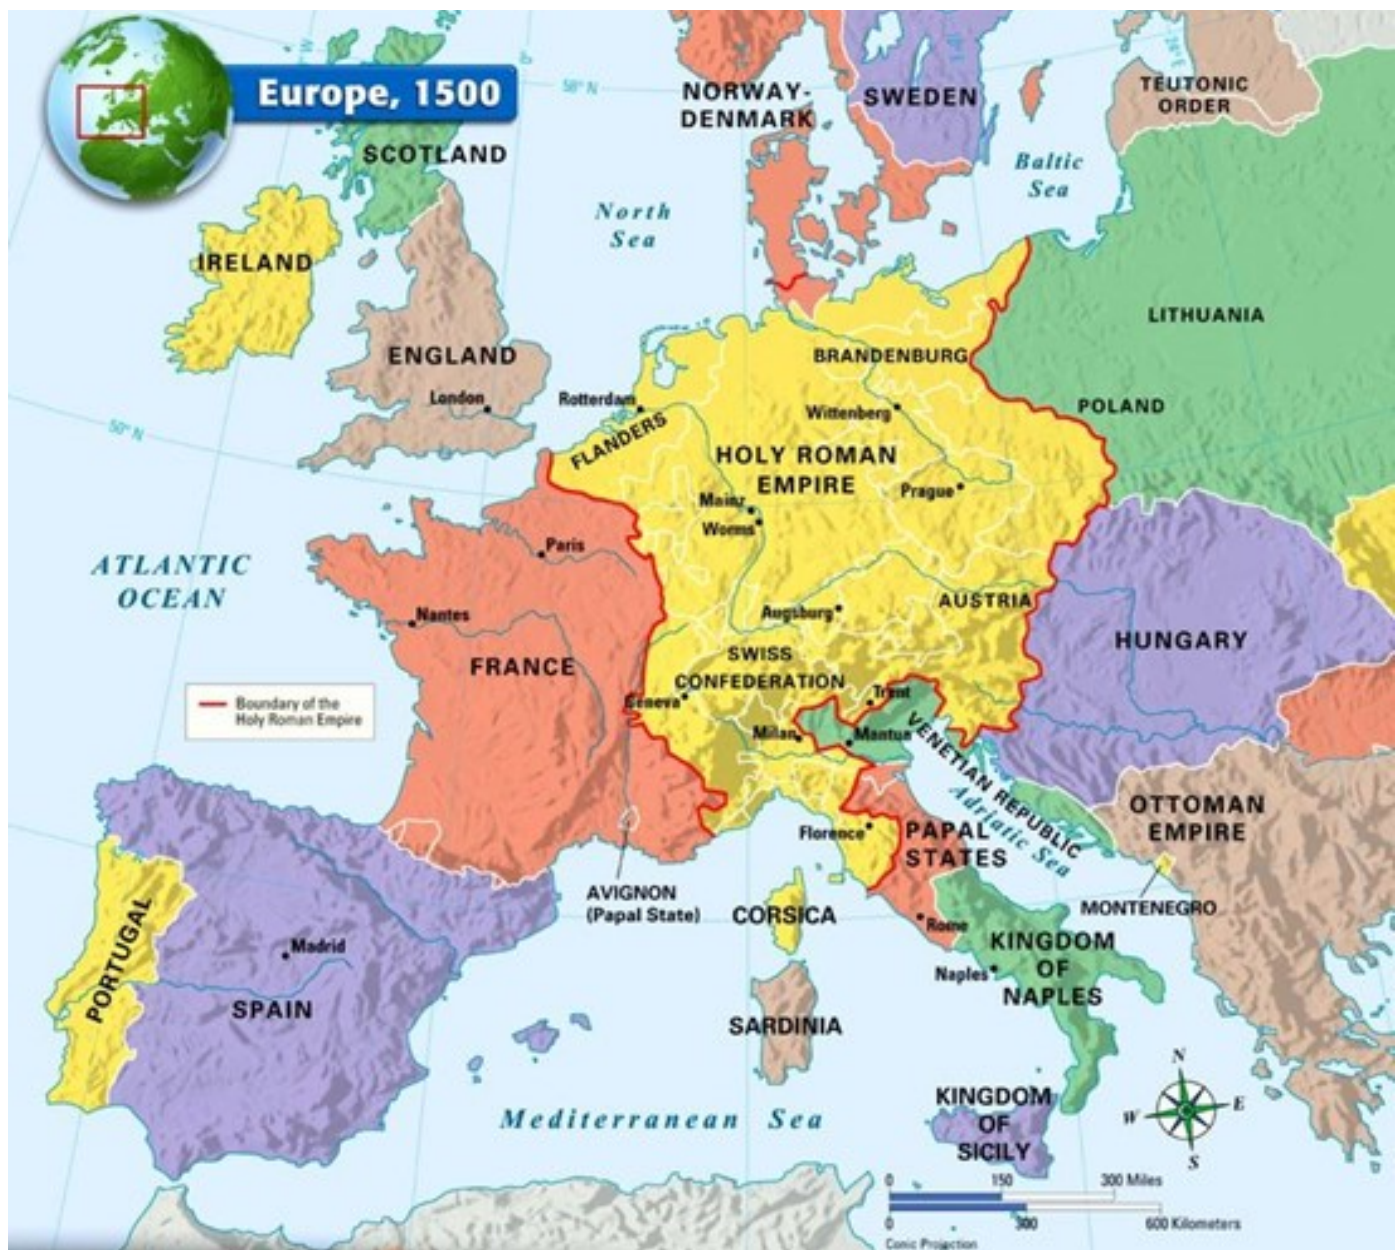 Europe, 1500
SCOTLAND
NORWAY-
DENMARK
SWEDEN
TEUTONIC
ORDER
Baltic
Sea
North
Sea
58° N
0°
IRELAND
ENGLAND
London
LITHUANIA
BRANDENBURG
Rotterdam
Wittenberg
POLAND
FLANDERS
50° N
HOLY ROMAN
EMPIRE
Prague
Mainz
Worms
Paris
ATLANTIC
OCEAN
Nantes
Augsburg
AUSTRIA
HUNGARY
FRANCE
SWISS
CONFEDERATION
Geneva
Trent
Boundary of the
Holy Roman Empire
Milan
Mantua
VENETIAN REPUBLIC
Adriatic Sea
OTTOMAN
EMPIRE
Florence
PAPAL
STATES
AVIGNON
(Papal State)
CORSICA
MONTENEGRO
Rome
PORTUGAL
Madrid
KINGDOM
OF
NAPLES
Naples
SPAIN
SARDINIA
N
W
E
S
KINGDOM
OF
SICILY
Mediterranean Sea
0 150 300 Miles
0 300 600 Kilometers
Conic Projection